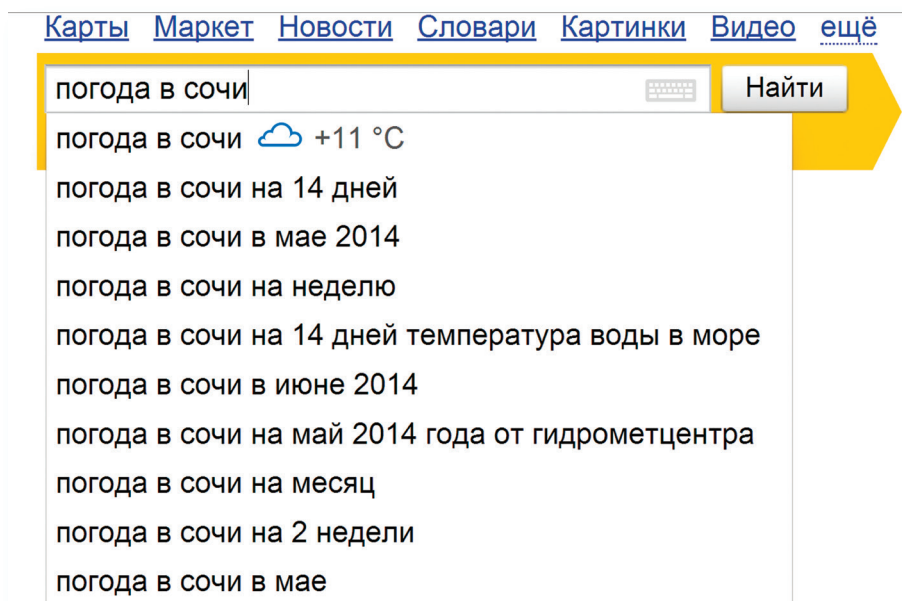 Карты Маркет Новости Словари Картинки Видео ещё
погода в сочи Найти
погода в сочи +11 °C
погода в сочи на 14 дней
погода в сочи в мае 2014
погода в сочи на неделю
погода в сочи на 14 дней температура воды в море
погода в сочи в июне 2014
погода в сочи на май 2014 года от гидрометцентра
погода в сочи на месяц
погода в сочи на 2 недели
погода в сочи в мае